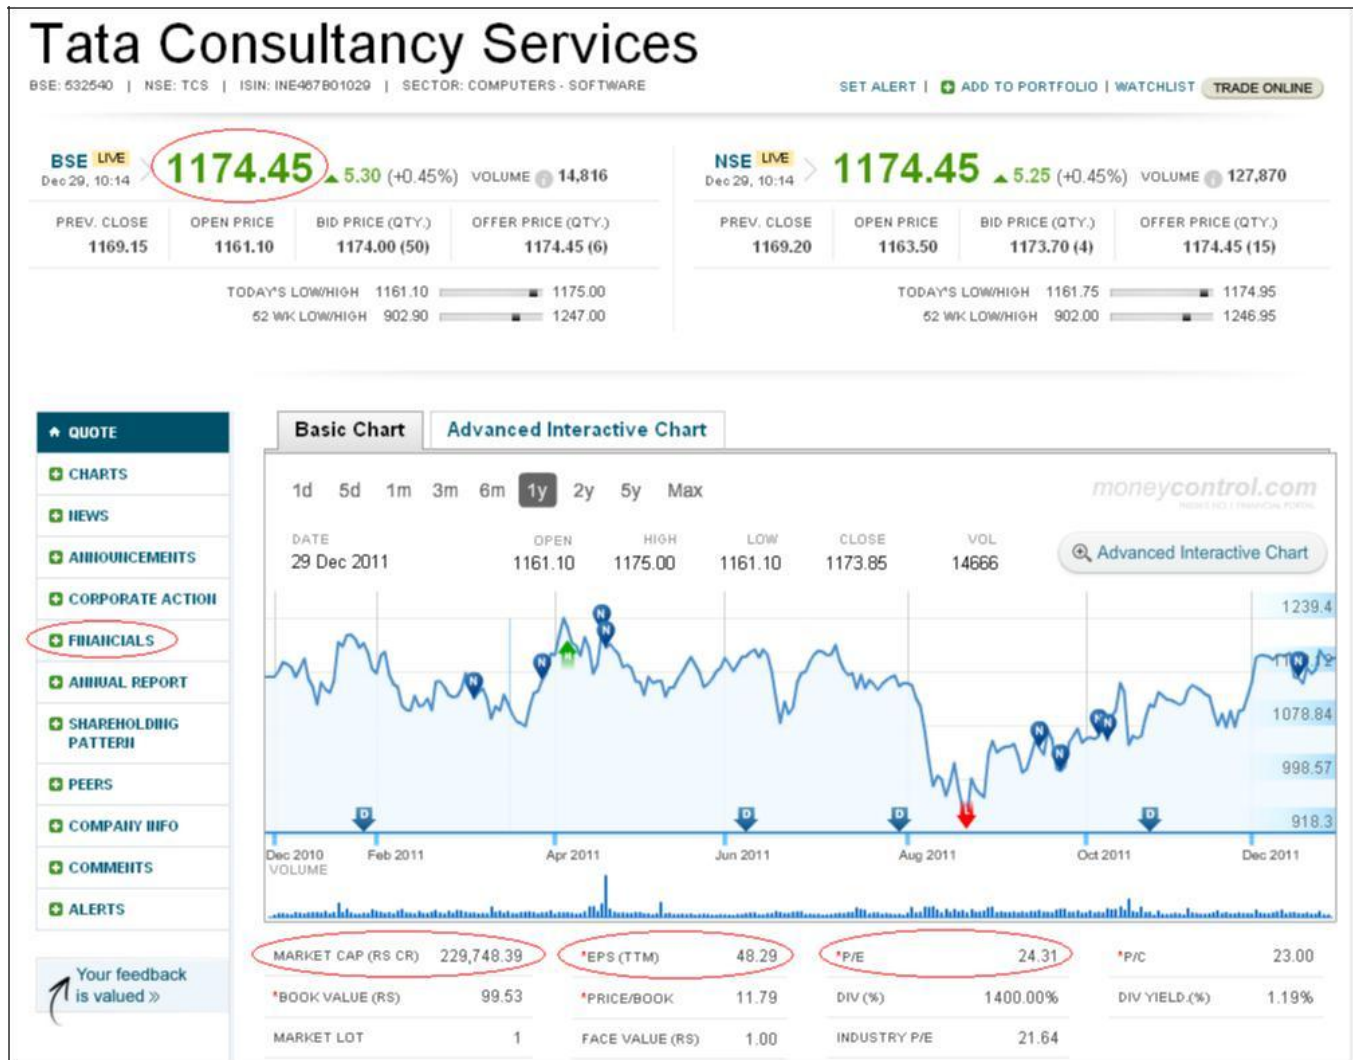 Tata Consultancy Services
BSE: 532540 | NSE: TCS | ISIN: INE467B01029 | SECTOR: COMPUTERS - SOFTWARE
SET ALERT | ADD TO PORTFOLIO | WATCHLIST TRADE ONLINE
BSE LIVE
Dec 29, 10:14
1174.45 5.30 (+0.45%) VOLUME 14,816
PREV. CLOSE OPEN PRICE BID PRICE (QTY.) OFFER PRICE (QTY.)
1169.15 1161.10 1174.00 (50) 1174.45 (6)
TODAY'S LOW/HIGH 1161.10 1175.00
52 WK LOW/HIGH 902.90 1247.00
NSE LIVE
Dec 29, 10:14
1174.45 5.25 (+0.45%) VOLUME 127,870
PREV. CLOSE OPEN PRICE BID PRICE (QTY.) OFFER PRICE (QTY.)
1169.20 1163.50 1173.70 (4) 1174.45 (15)
TODAY'S LOW/HIGH 1161.75 1174.95
52 WK LOW/HIGH 902.00 1246.95
QUOTE
CHARTS
NEWS
ANNOUNCEMENTS
CORPORATE ACTION
FINANCIALS
ANNUAL REPORT
SHAREHOLDING
PATTERN
PEERS
COMPANY INFO
COMMENTS
ALERTS
Your feedback
is valued »
Basic Chart Advanced Interactive Chart
1d 5d 1m 3m 6m 1y 2y 5y Max
moneycontrol.com
DATE OPEN HIGH LOW CLOSE VOL
29 Dec 2011 1161.10 1175.00 1161.10 1173.85 14666
Advanced Interactive Chart
1239.4
1078.84
998.57
918.3
N
N
N
N
H
N
N
N
N
N
D
D
D
D
Dec 2010 Feb 2011 Apr 2011 Jun 2011 Aug 2011 Oct 2011 Dec 2011
VOLUME
MARKET CAP (RS CR) 229,748.39 *EPS (TTM) 48.29 *P/E 24.31 *P/C 23.00
*BOOK VALUE (RS) 99.53 *PRICE/BOOK 11.79 DIV (%) 1400.00% DIV YIELD.(%) 1.19%
MARKET LOT 1 FACE VALUE (RS) 1.00 INDUSTRY P/E 21.64